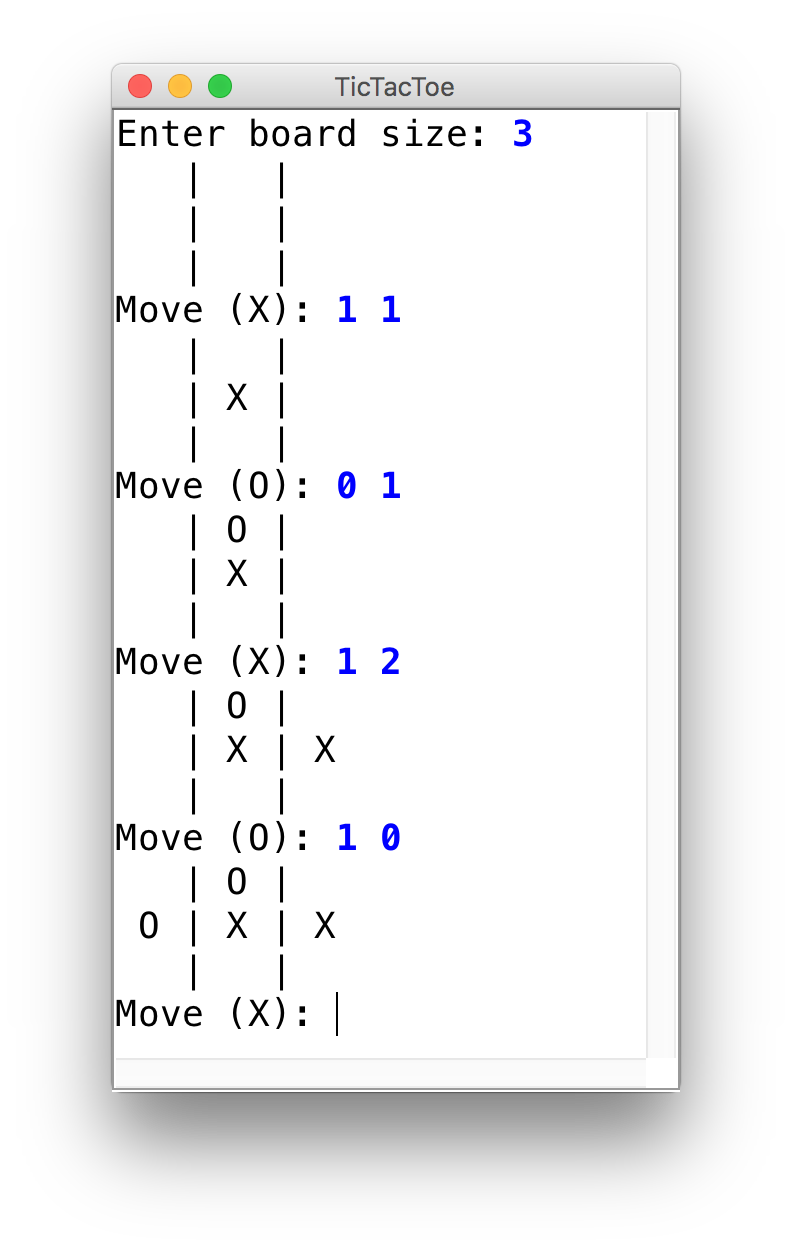 TicTacToe
Enter board size: 3
   |   |
   |   |
   |   |
Move (X): 1 1
   |   |
   | X |
   |   |
Move (O): 0 1
   | O |
   | X |
   |   |
Move (X): 1 2
   | O |
   | X | X
   |   |
Move (O): 1 0
   | O |
 O | X | X
   |   |
Move (X):